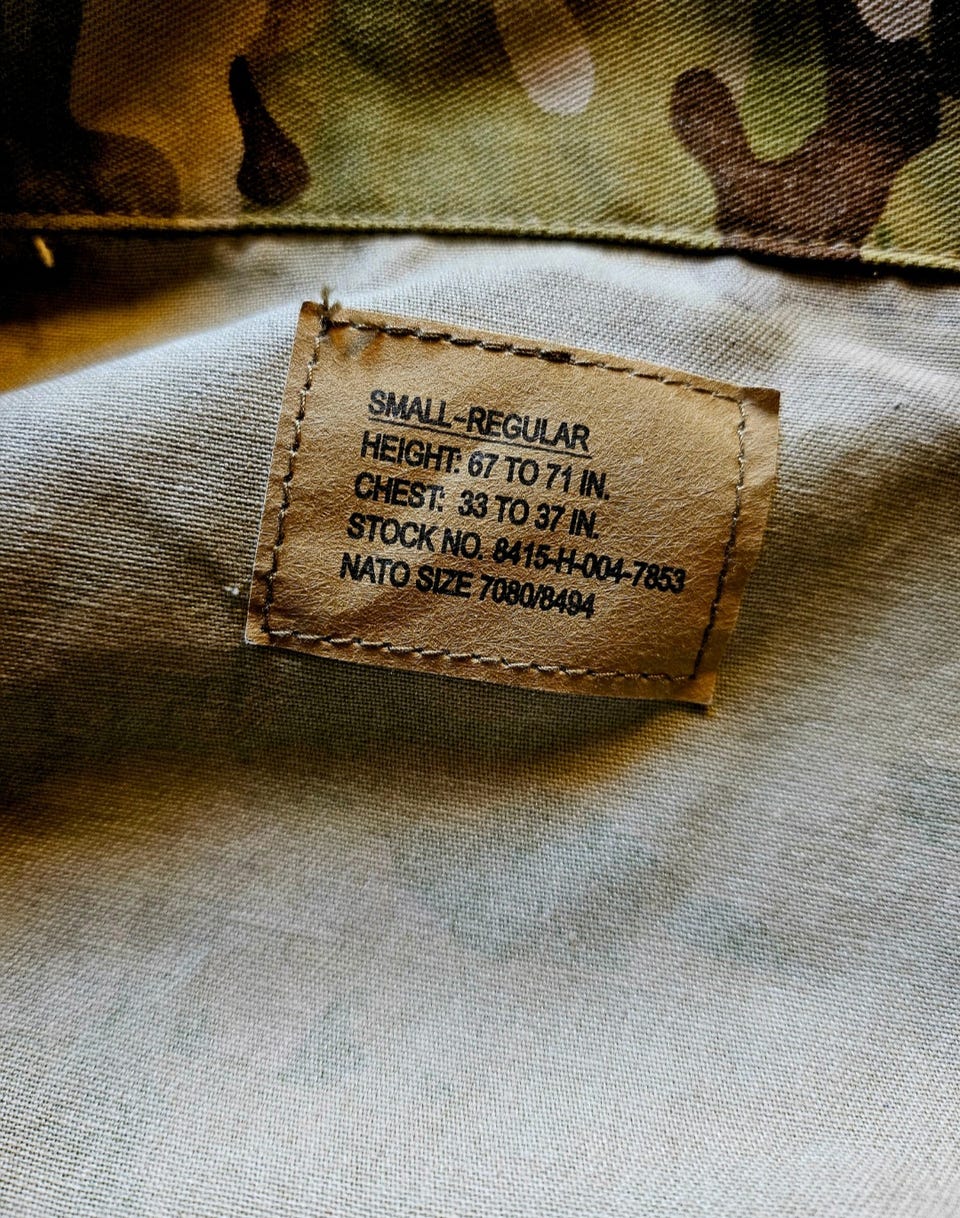 SMALL-REGULAR
HEIGHT: 67 TO 71 IN.
CHEST: 33 TO 37 IN.
STOCK NO. 8415-H-004-7853
NATO SIZE 7080/8494